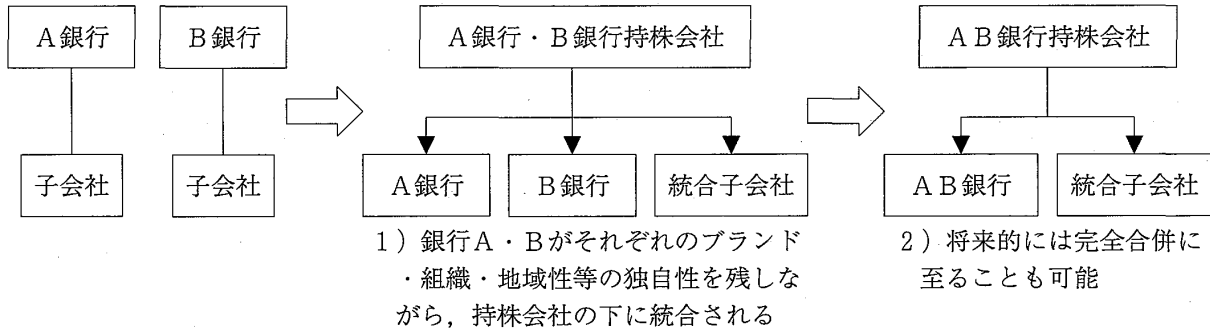 A銀行
B銀行
A銀行・B銀行持株会社
AB銀行持株会社
子会社
子会社
A銀行
B銀行
統合子会社
AB銀行
統合子会社
1)銀行A・Bがそれぞれのブランド
・組織・地域性等の独自性を残しな
がら,持株会社の下に統合される
2)将来的には完全合併に
至ることも可能